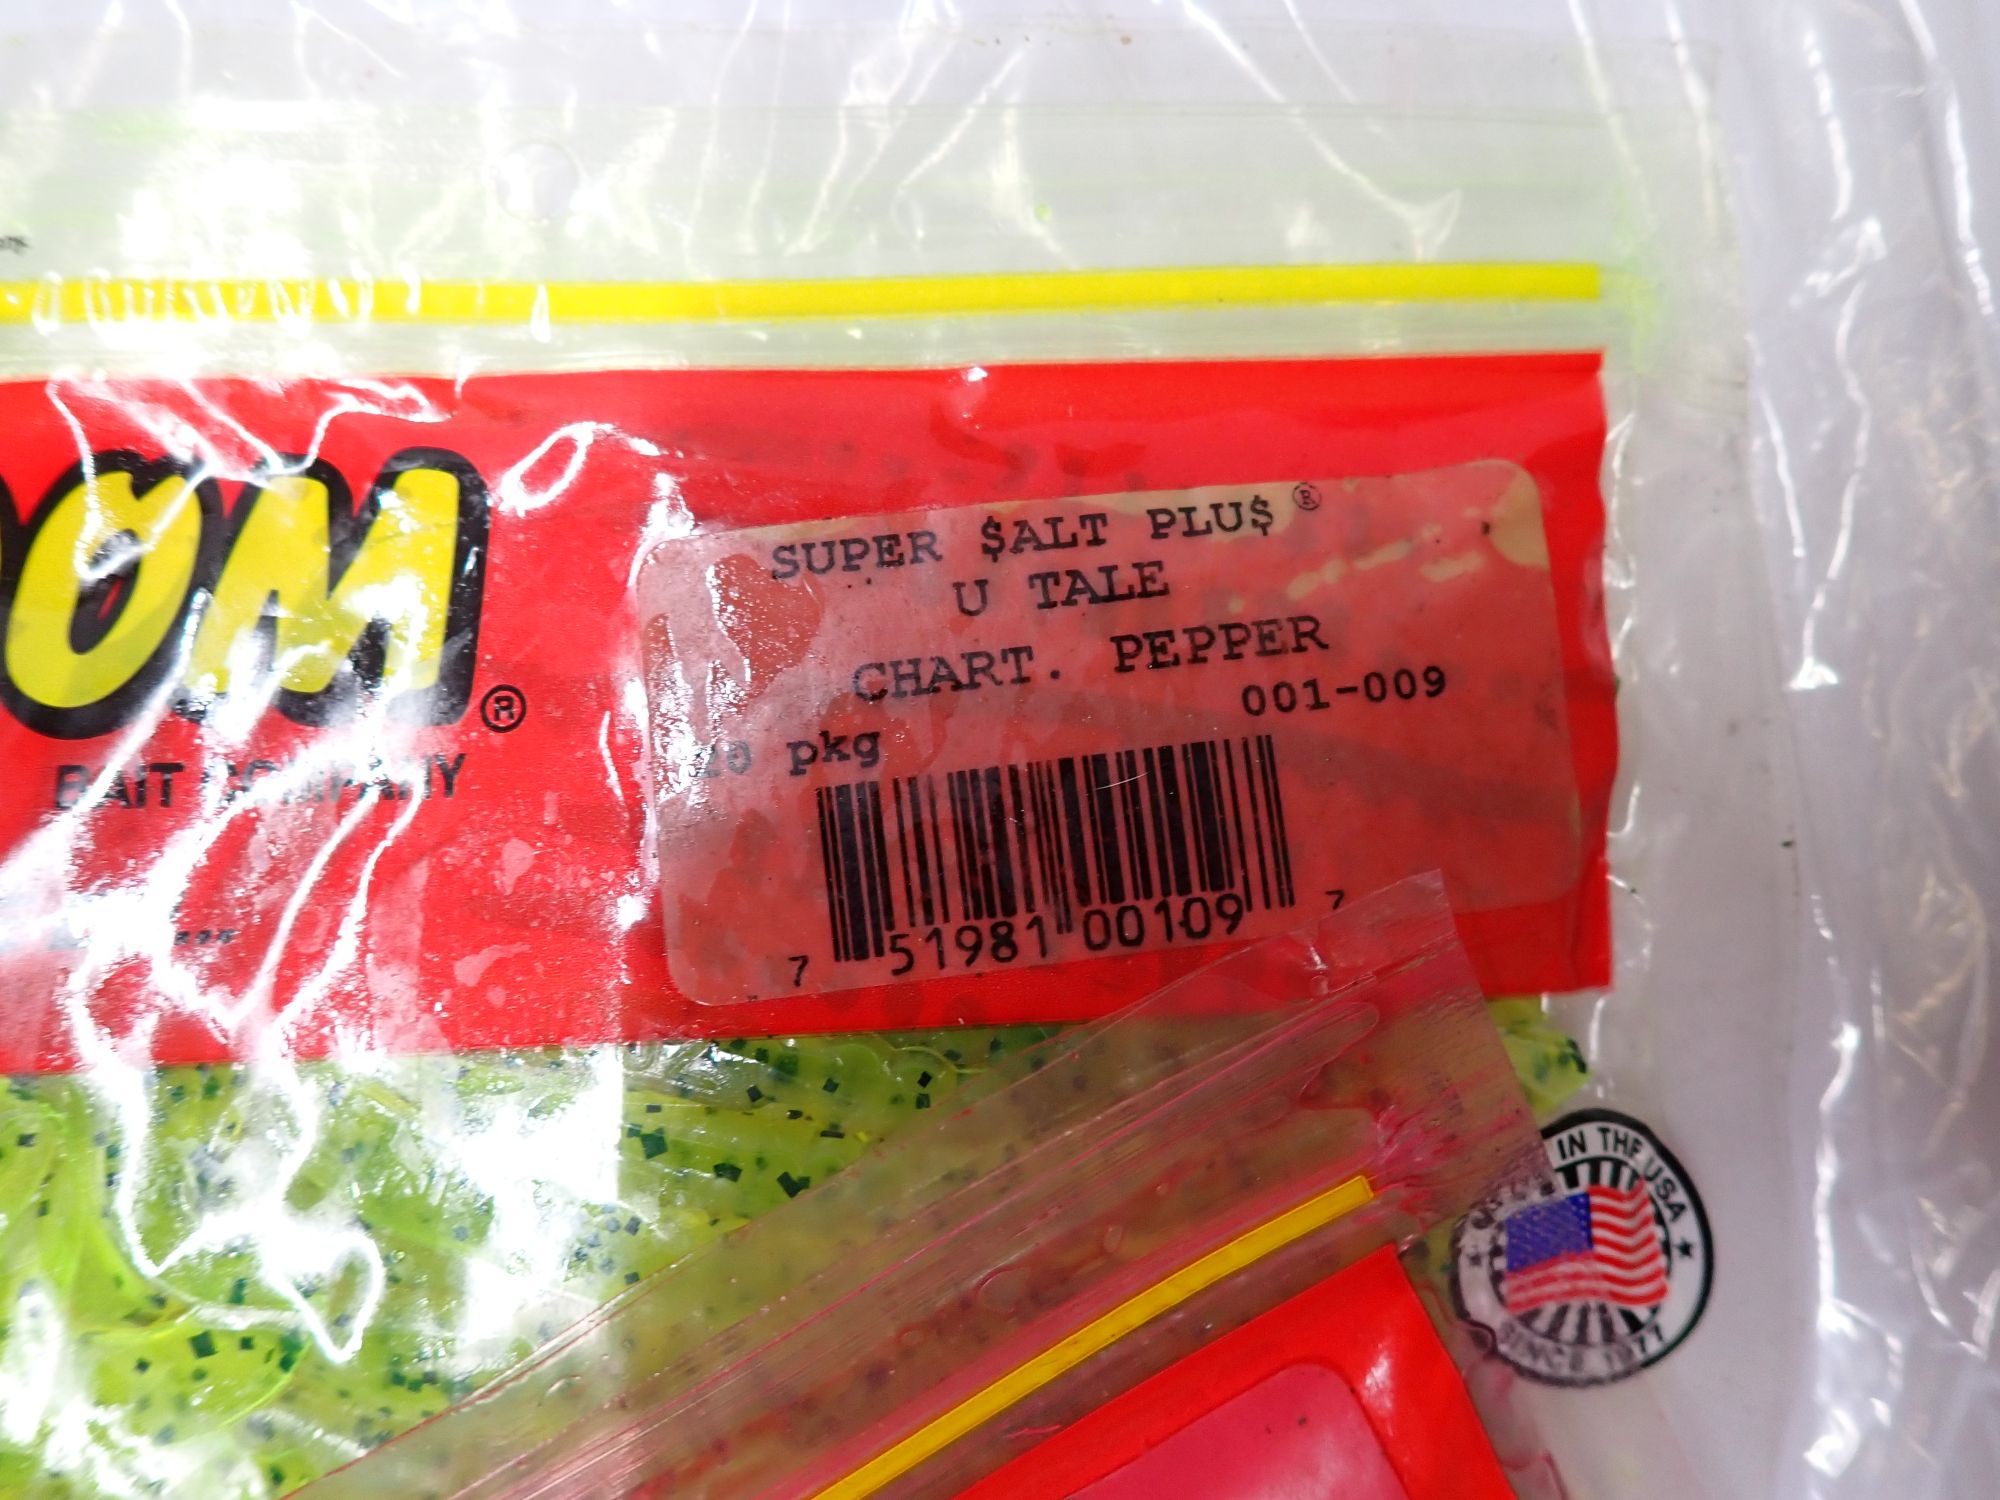 OM®
BAIT COMPANY
SUPER $ALT PLU$®
U TALE
CHART. PEPPER
001-009
20 pkg
7 51981 00109 7
IN THE USA
SINCE 1977